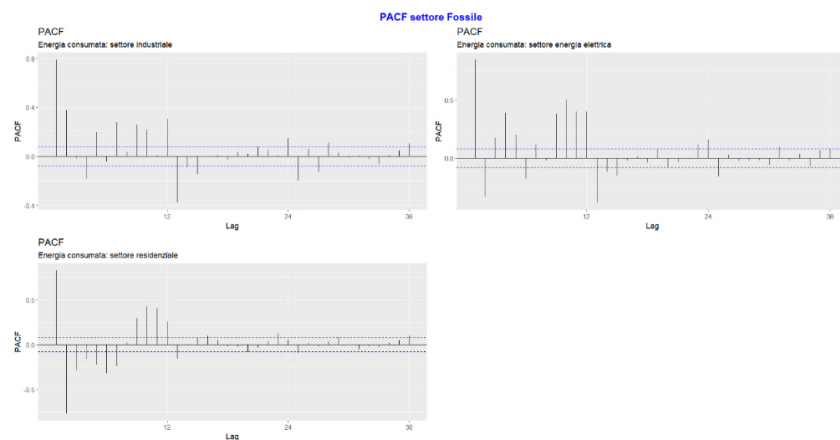 PACF settore Fossile
PACF
Energia consumata: settore industriale
0.8
0.4
0.0
-0.4
PACF
12
24
36
Lag
PACF
Energia consumata: settore energia elettrica
0.5
0.0
PACF
12
24
36
Lag
PACF
Energia consumata: settore residenziale
0.5
0.0
-0.5
PACF
12
24
36
Lag